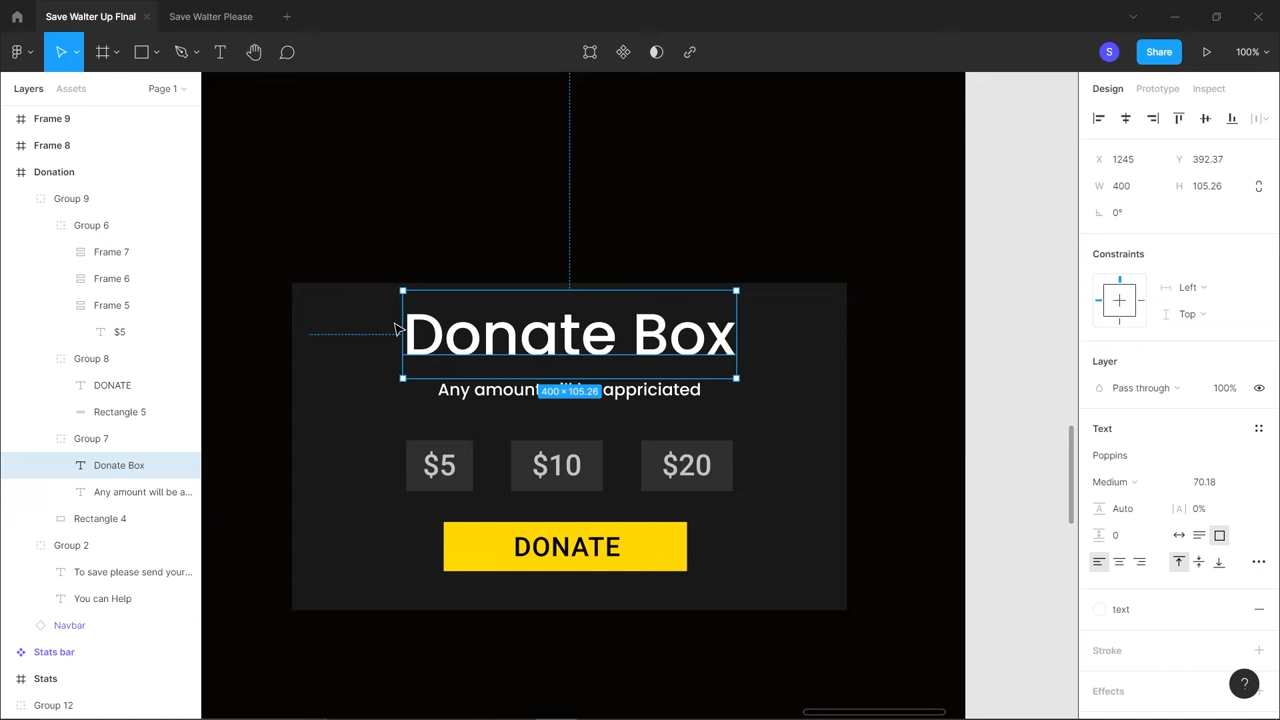 Save Walter Up FInal
Save Walter Please
S
Share
100%
Layers
Assets
Page 1
Design
Prototype
Inspect
Frame 9
Frame 8
Donation
Group 9
Group 6
Frame 7
Frame 6
Frame 5
$5
Group 8
DONATE
Rectangle 5
Group 7
Donate Box
Any amount will be a...
Rectangle 4
Group 2
To save please send your...
You can Help
Navbar
Stats bar
Stats
Group 12
Donate Box
Any amount
appriciated
400 × 105.26
$5
$10
$20
DONATE
X
1245
Y
392.37
W
400
H
105.26
0°
Constraints
Left
Top
Layer
Pass through
100%
Text
Poppins
Medium
70.18
A
Auto
|A|
0%
0
text
Stroke
Effects
?